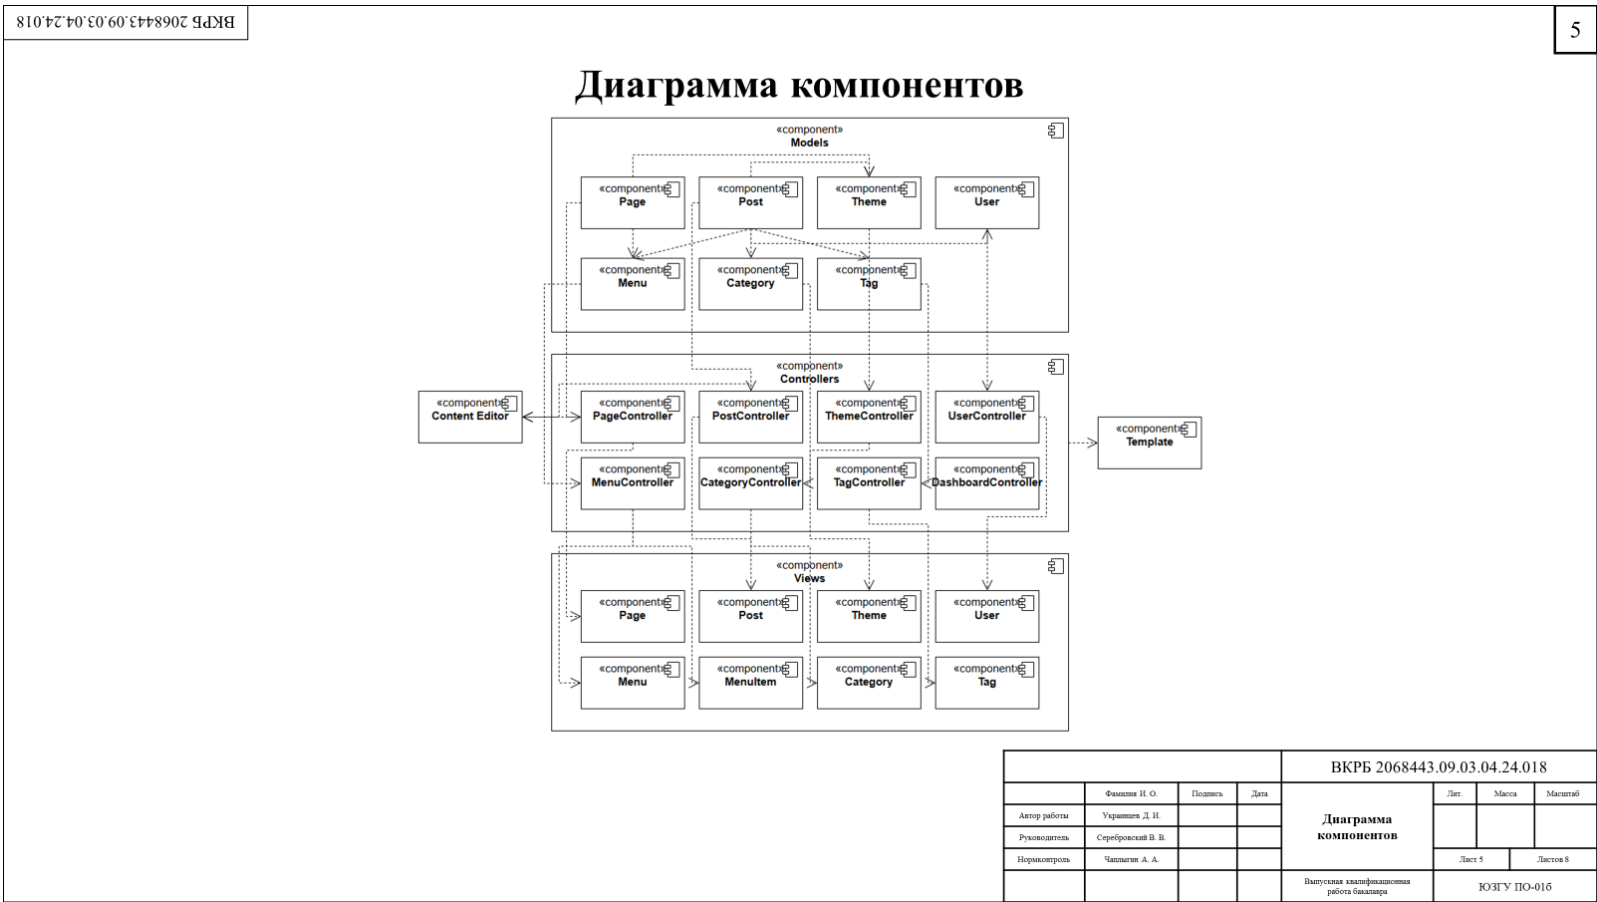 ВКРБ 2068443.09.03.04.24.018
5
Диаграмма компонентов
«component»
Models
«component»
Page
«component»
Post
«component»
Theme
«component»
User
«component»
Menu
«component»
Category
«component»
Tag
«component»
Controllers
«component»
Content Editor
«component»
PageController
«component»
PostController
«component»
ThemeController
«component»
UserController
«component»
Template
«component»
MenuController
«component»
CategoryController
«component»
TagController
«component»
DashboardController
«component»
Views
«component»
Page
«component»
Post
«component»
Theme
«component»
User
«component»
Menu
«component»
MenuItem
«component»
Category
«component»
Tag
ВКРБ 2068443.09.03.04.24.018
Фамилия И. О. Подпись Дата
Лит. Масса Масштаб
Автор работы Украинцев Д. И.
Руководитель Серебровский В. В.
Нормконтроль Чаплыгин А. А.
Диаграмма
компонентов
Лист 5 Листов 8
Выпускная квалификационная
работа бакалавра
ЮЗГУ ПО-01б